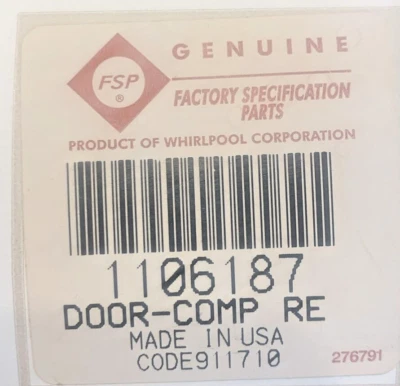 GENUINE
FSP
®
FACTORY SPECIFICATION
PARTS
PRODUCT OF WHIRLPOOL CORPORATION
1106187
DOOR-COMP RE
MADE IN USA
CODE911710
276791